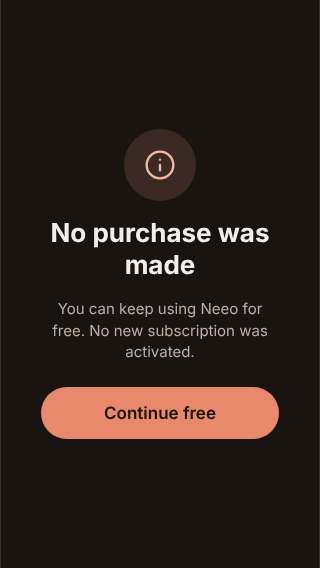 No purchase was
made
You can keep using Neeo for
free. No new subscription was
activated.
Continue free